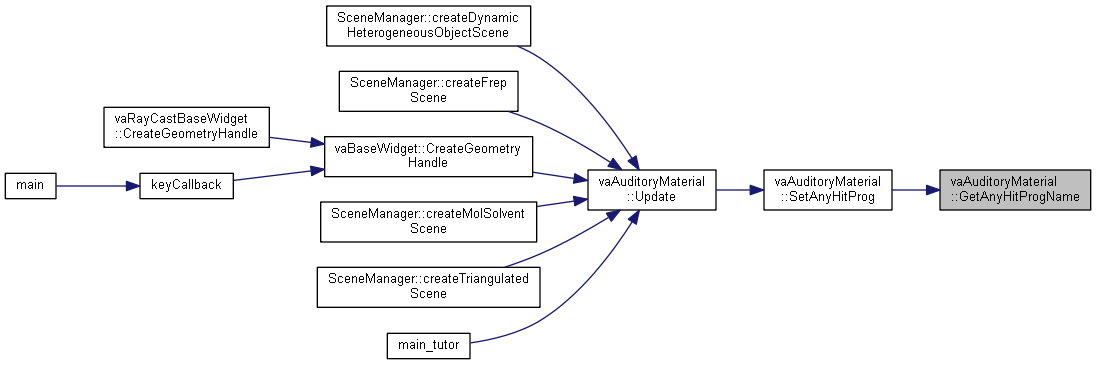 SceneManager::createDynamic
HeterogeneousObjectScene
SceneManager::createFrep
Scene
vaRayCastBaseWidget
::CreateGeometryHandle
vaBaseWidget::CreateGeometry
Handle
main
keyCallback
vaAuditoryMaterial
::Update
vaAuditoryMaterial
::SetAnyHitProg
vaAuditoryMaterial
::GetAnyHitProgName
SceneManager::createMolSolvent
Scene
SceneManager::createTriangulated
Scene
main_tutor